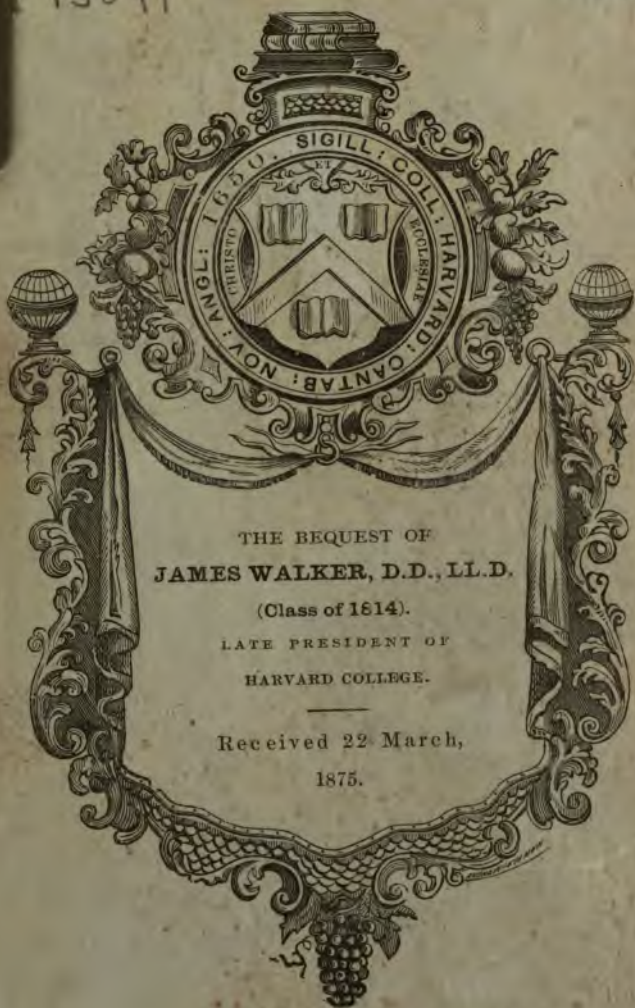 SIGILL: COLL: HARVARD: CANTAB: NOV: ANGL: 1650.
ET
CHRISTO
ECCLESIAE
THE BEQUEST OF
JAMES WALKER, D.D., LL.D.
(Class of 1814).
LATE PRESIDENT OF
HARVARD COLLEGE.
Received 22 March,
1875.